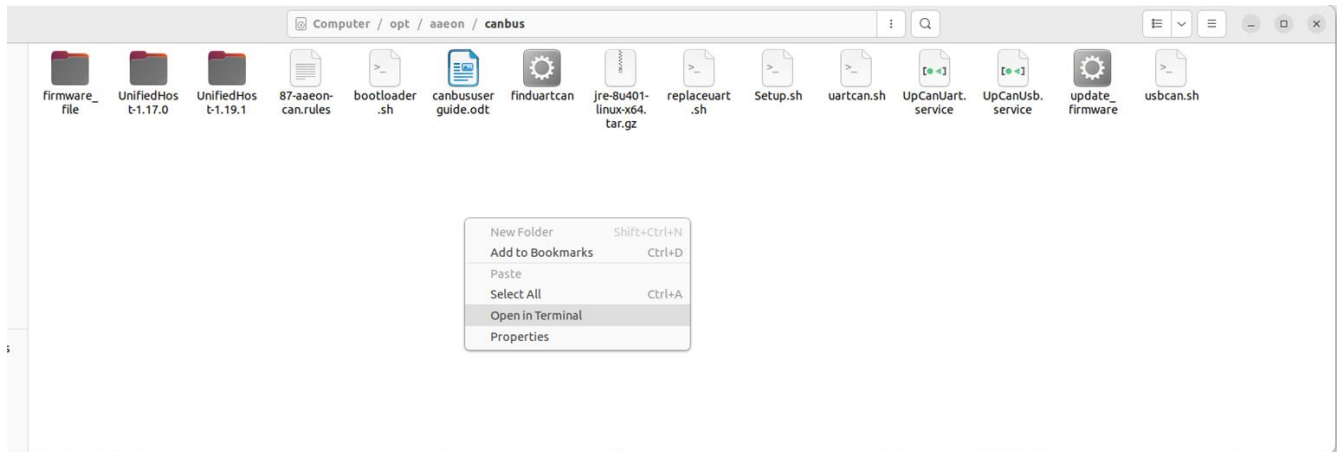 Computer / opt / aaeon / canbus
firmware_
file
UnifiedHos
t-1.17.0
UnifiedHos
t-1.19.1
87-aaeon-
can.rules
bootloader
.sh
canbususer
guide.odt
finduartcan
jre-8u401-
linux-x64.
tar.gz
replaceuart
.sh
Setup.sh
uartcan.sh
UpCanUart.
service
UpCanUsb.
service
update_
firmware
usbcan.sh
New Folder Shift+Ctrl+N
Add to Bookmarks Ctrl+D
Paste
Select All Ctrl+A
Open in Terminal
Properties
s